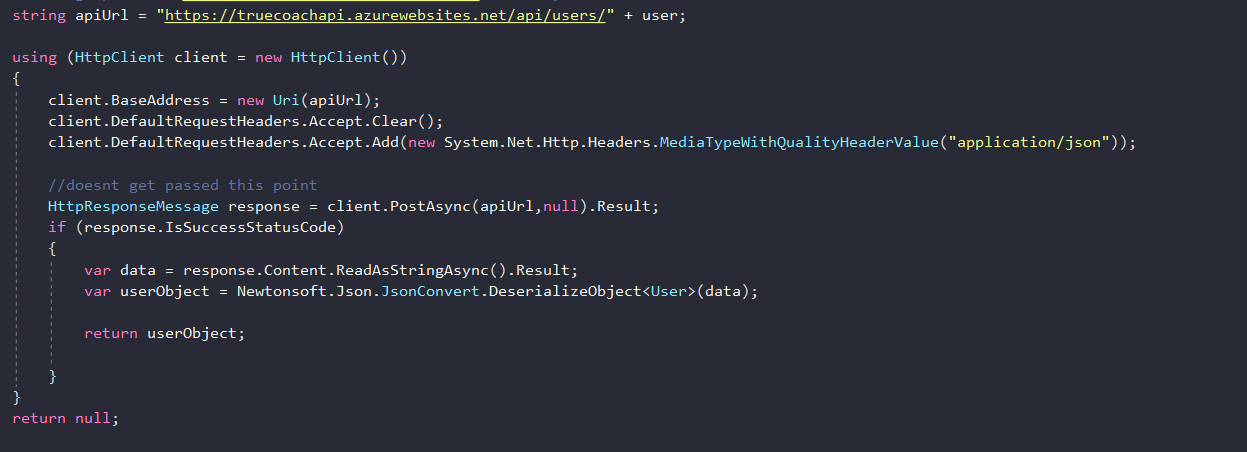 string apiUrl = "https://truecoachapi.azurewebsites.net/api/users/" + user;
using (HttpClient client = new HttpClient())
{
client.BaseAddress = new Uri(apiUrl);
client.DefaultRequestHeaders.Accept.Clear();
client.DefaultRequestHeaders.Accept.Add(new System.Net.Http.Headers.MediaTypeWithQualityHeaderValue("application/json"));
//doesnt get passed this point
HttpResponseMessage response = client.PostAsync(apiUrl,null).Result;
if (response.IsSuccessStatusCode)
{
var data = response.Content.ReadAsStringAsync().Result;
var userObject = Newtonsoft.Json.JsonConvert.DeserializeObject<User>(data);
return userObject;
}
}
return null;